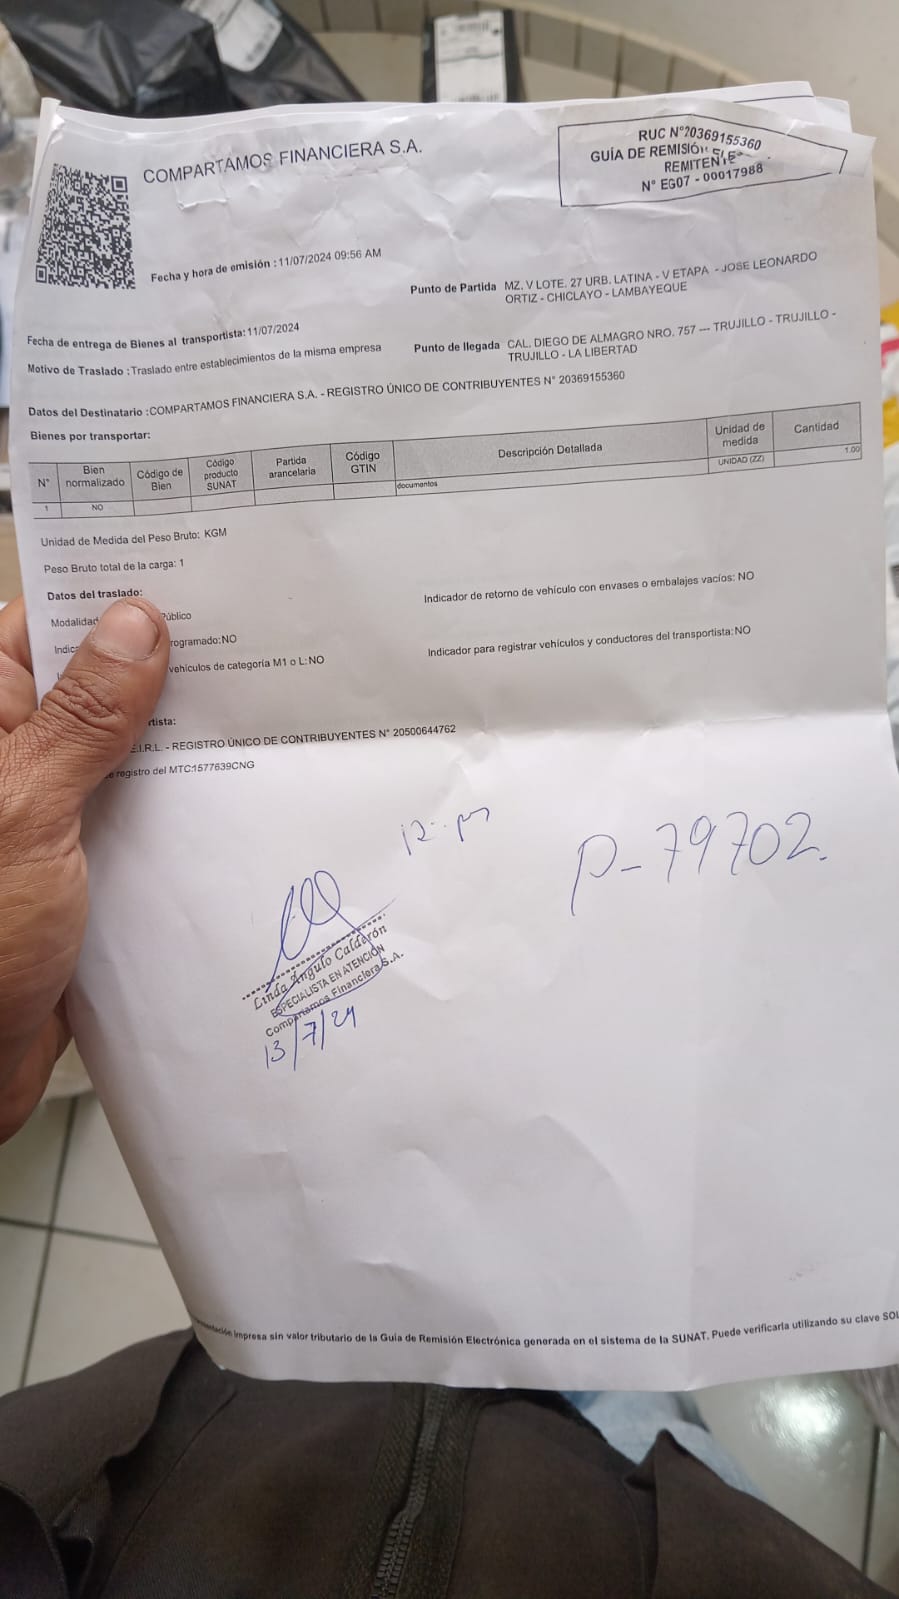 COMPARTAMOS FINANCIERA S.A.
RUC N°20369155360
GUÍA DE REMISIÓN
REMITENTE
N° EG07 - 00017988
Fecha y hora de emisión : 11/07/2024 09:56 AM
Punto de Partida MZ. V LOTE. 27 URB. LATINA - V ETAPA - JOSE LEONARDO
ORTIZ - CHICLAYO - LAMBAYEQUE
Fecha de entrega de Bienes al transportista: 11/07/2024
Punto de llegada CAL. DIEGO DE ALMAGRO NRO. 757 --- TRUJILLO - TRUJILLO -
TRUJILLO - LA LIBERTAD
Motivo de Traslado : Traslado entre establecimientos de la misma empresa
Datos del Destinatario : COMPARTAMOS FINANCIERA S.A. - REGISTRO ÚNICO DE CONTRIBUYENTES N° 20369155360
Bienes por transportar:
N° Bien normalizado Código de Bien Código producto SUNAT Partida arancelaria Código GTIN Descripción Detallada Unidad de medida Cantidad
1 NO documentos UNIDAD (ZZ) 1.00
Unidad de Medida del Peso Bruto: KGM
Peso Bruto total de la carga: 1
Datos del traslado:
Indicador de retorno de vehículo con envases o embalajes vacíos: NO
Modalidad Público
rogramado: NO
Indicador para registrar vehículos y conductores del transportista: NO
vehículos de categoría M1 o L: NO
rtista:
E.I.R.L. - REGISTRO ÚNICO DE CONTRIBUYENTES N° 20500644762
e registro del MTC:1577639CNG
P-79702.
Linda Angulo Calderón
ESPECIALISTA EN ATENCIÓN
Compartamos Financiera S.A.
13/7/24
impresa sin valor tributario de la Guía de Remisión Electrónica generada en el sistema de la SUNAT. Puede verificarla utilizando su clave SOL